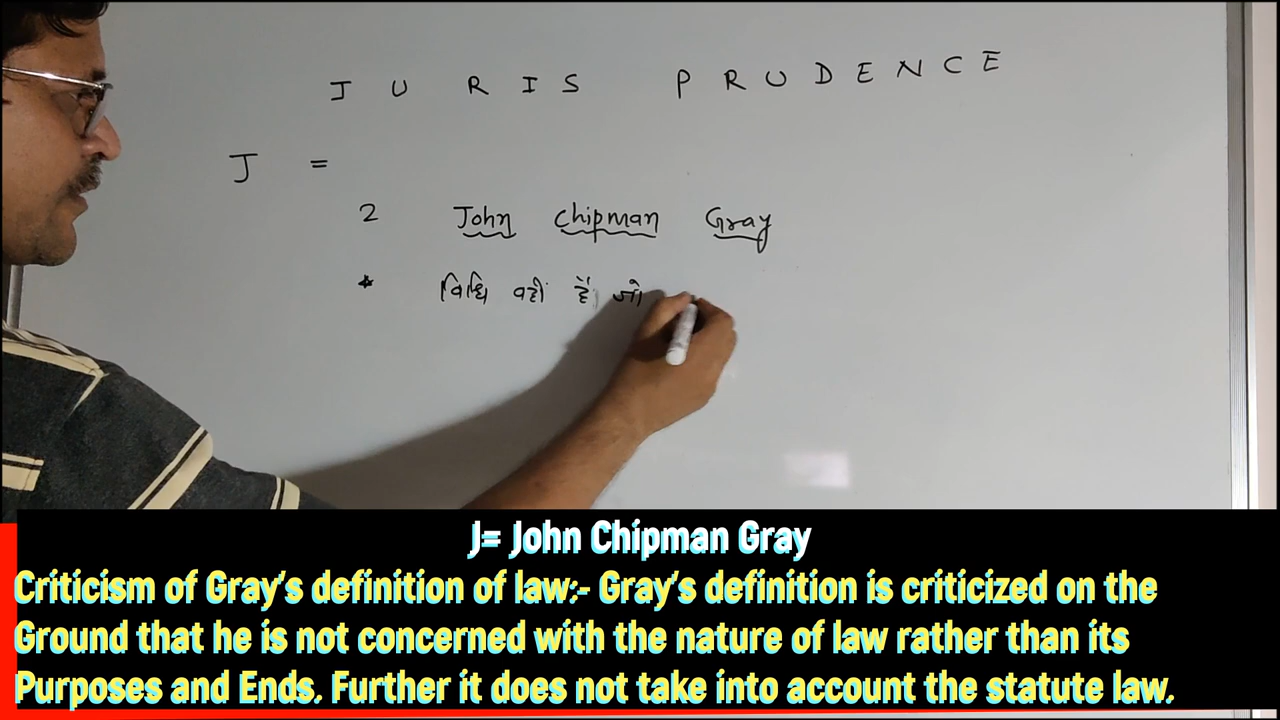 J U R I S P R U D E N C E
J =
2 John Chipman Gray
* विधि वही है जो
J= John Chipman Gray
Criticism of Gray's definition of law:- Gray's definition is criticized on the
Ground that he is not concerned with the nature of law rather than its
Purposes and Ends. Further it does not take into account the statute law.